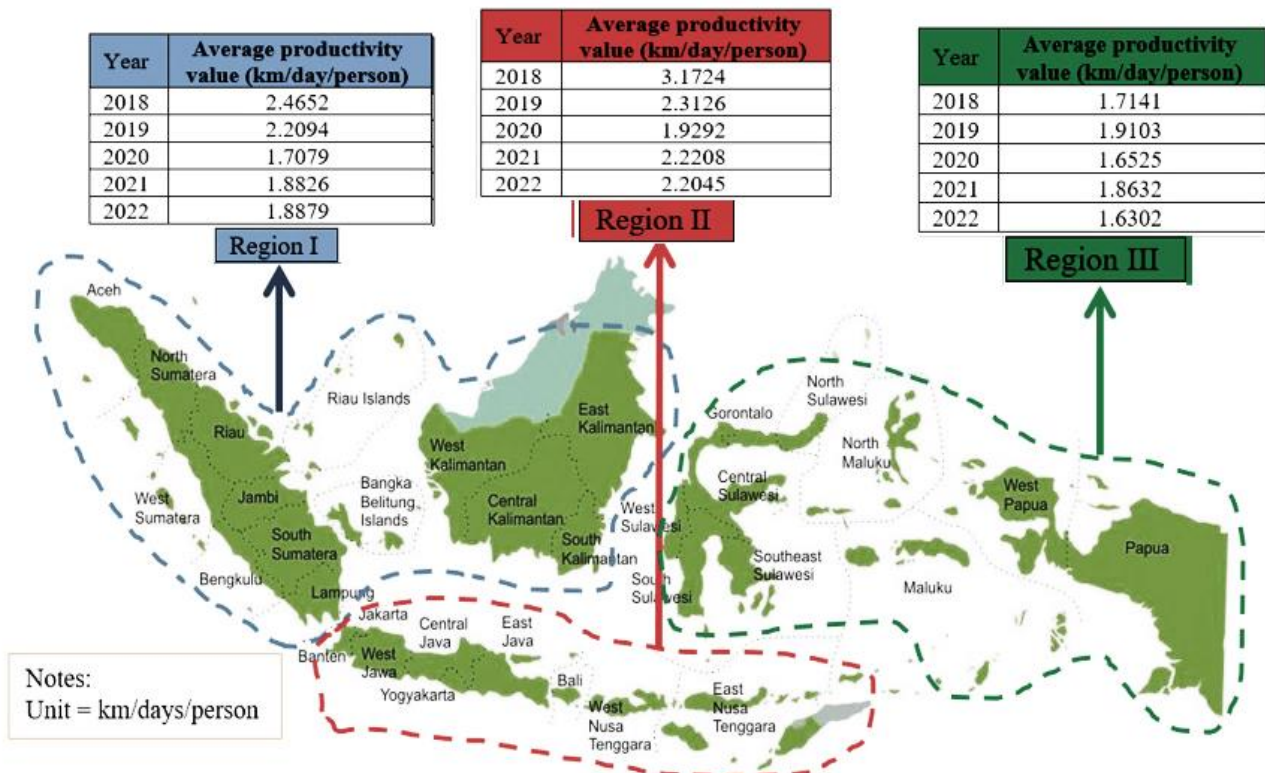 Year Average productivity
value (km/day/person)
2018 2.4652
2019 2.2094
2020 1.7079
2021 1.8826
2022 1.8879
Region I
Year Average productivity
value (km/day/person)
2018 3.1724
2019 2.3126
2020 1.9292
2021 2.2208
2022 2.2045
Region II
Year Average productivity
value (km/day/person)
2018 1.7141
2019 1.9103
2020 1.6525
2021 1.8632
2022 1.6302
Region III
Aceh
North
Sumatera
Riau Islands
Riau
West
Sumatera
Jambi
Bangka
Belitung
Islands
South
Sumatera
Bengkulu
Lampung
West
Kalimantan
East
Kalimantan
Central
Kalimantan
South
Kalimantan
Gorontalo
North
Sulawesi
North
Maluku
Central
Sulawesi
West
Sulawesi
South
Sulawesi
Southeast
Sulawesi
Maluku
West
Papua
Papua
Jakarta
Banten
West
Jawa
Central
Java
Yogyakarta
East
Java
Bali
West
Nusa
Tenggara
East
Nusa
Tenggara
Notes:
Unit = km/days/person